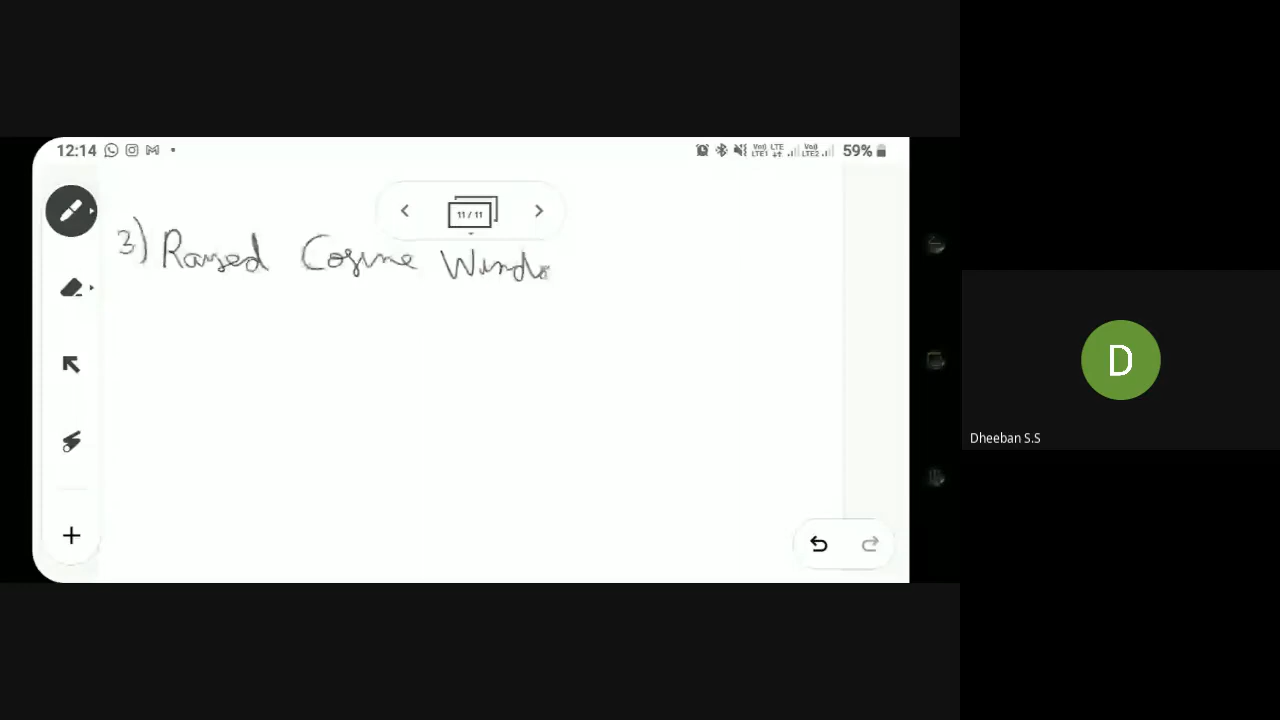 12:14 59%
11 / 11
3) Raised Cosine Windo
D
Dheeban S.S